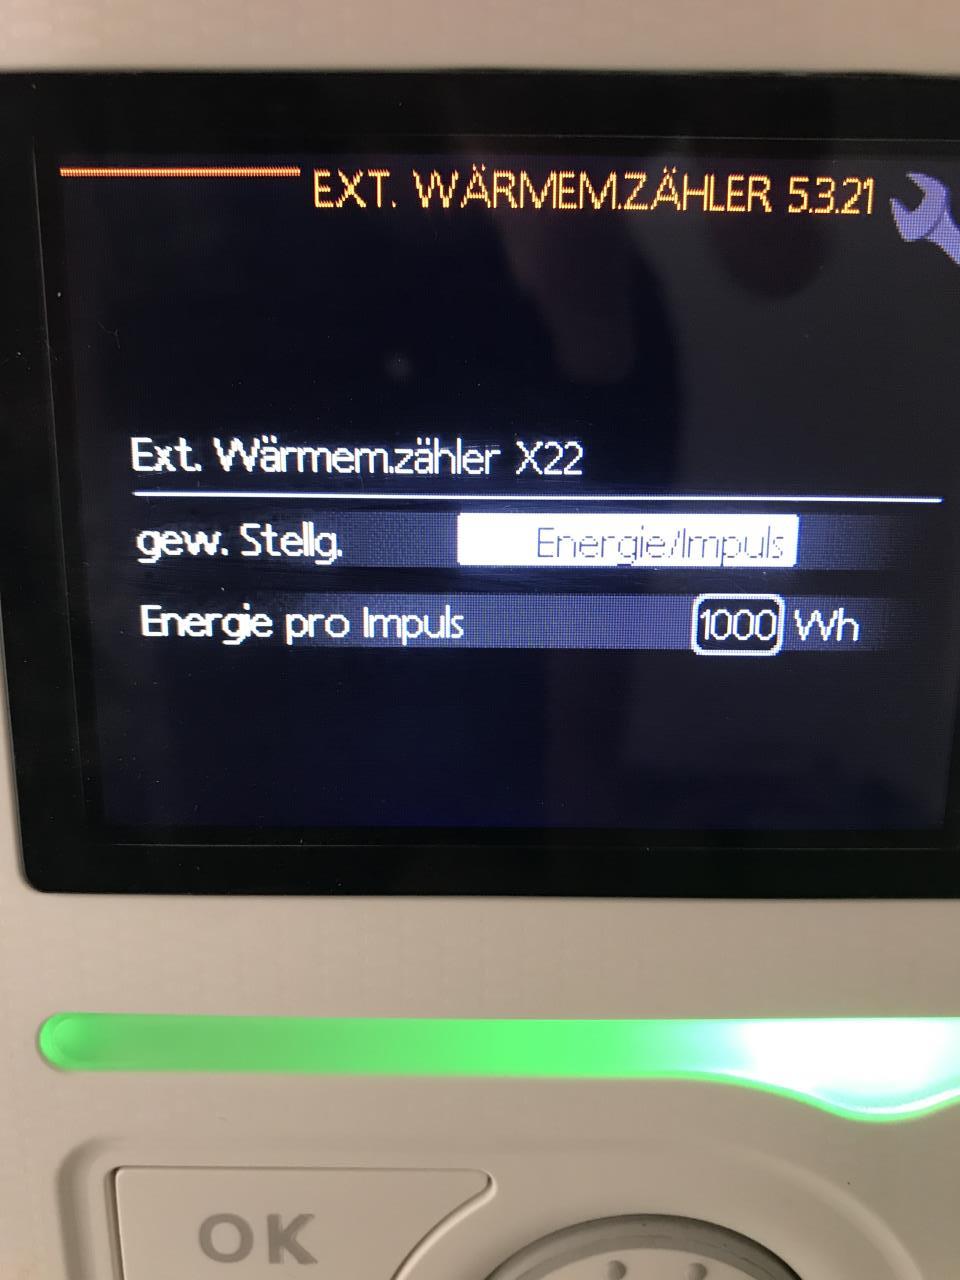 EXT. WÄRMEM.ZÄHLER 5.3.21
Ext. Wärmem.zähler X22
gew. Stellg. Energie/Impuls
Energie pro Impuls 1000 Wh
OK